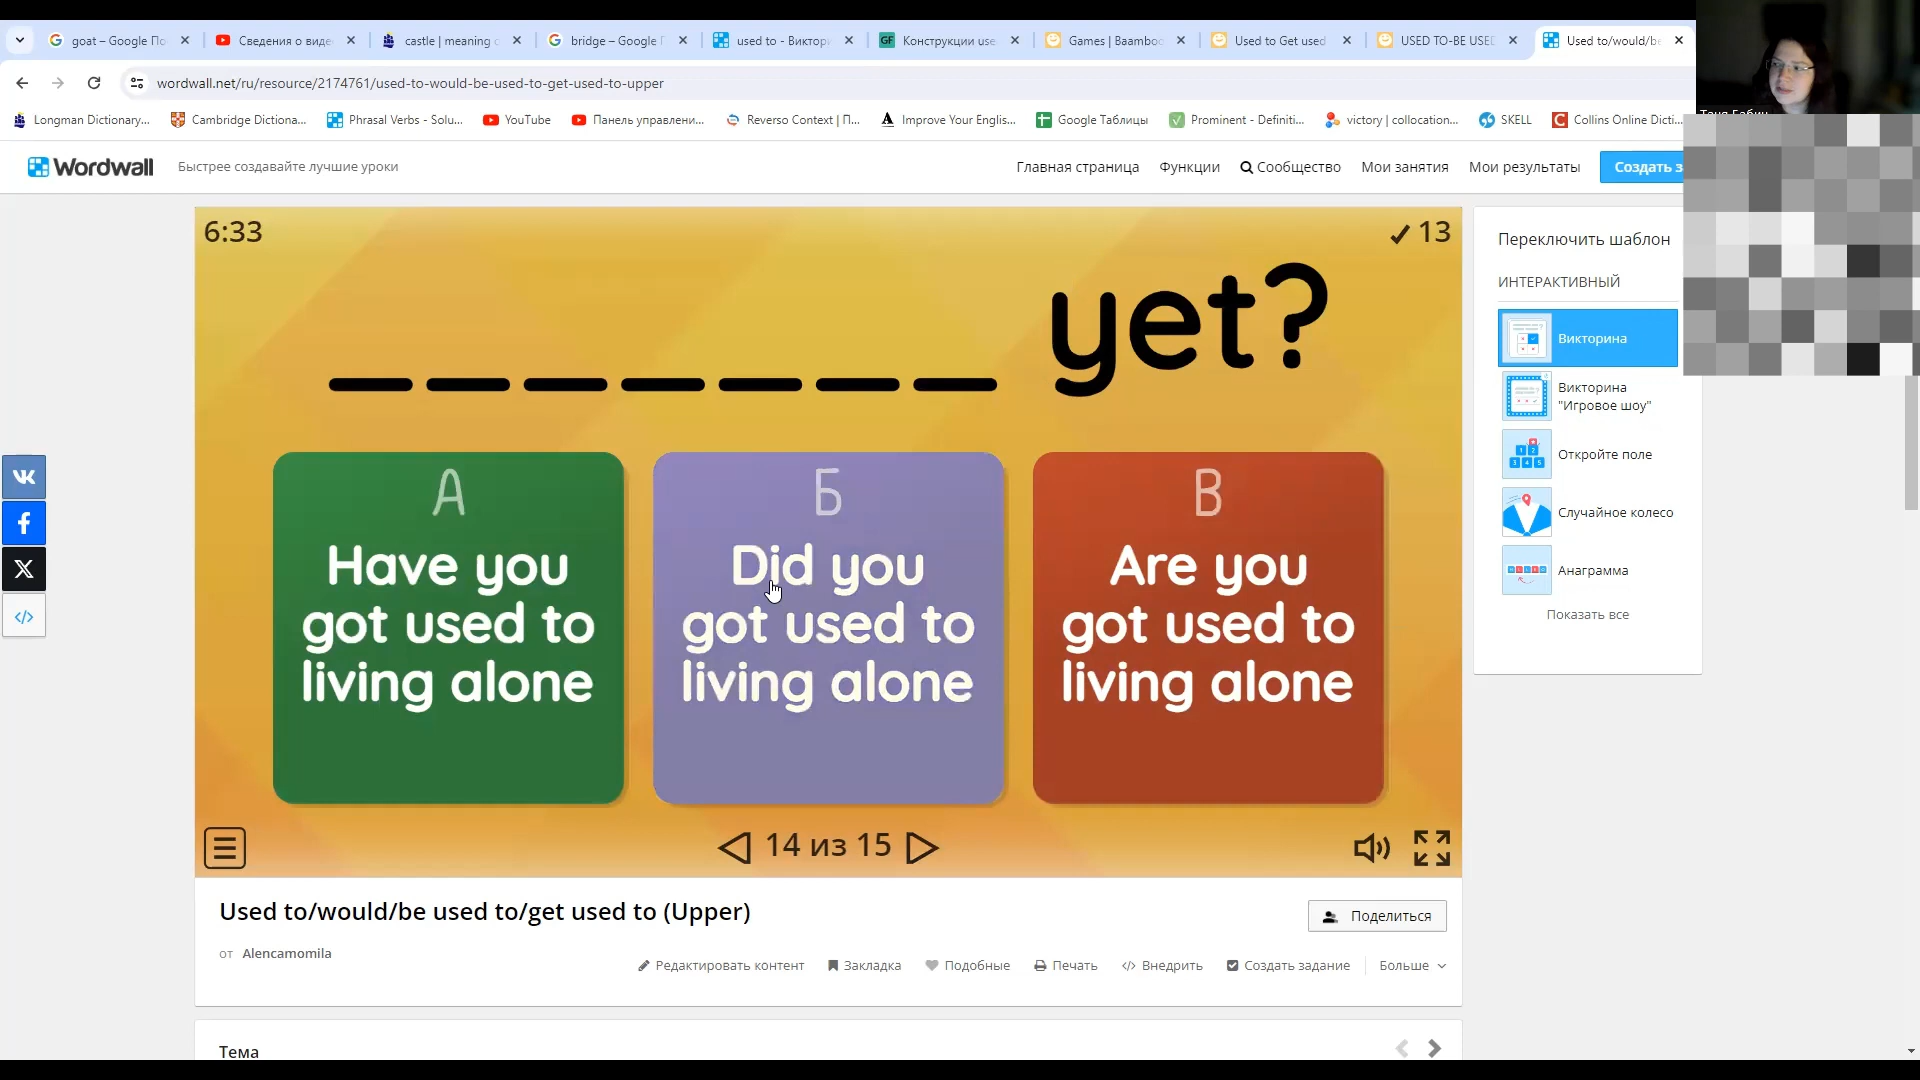 goat – Google По
Сведения о виде
castle | meaning o
bridge – Google П
used to - Виктори
Конструкции use
Games | Baamboo
Used to Get used
USED TO-BE USED
Used to/would/be
wordwall.net/ru/resource/2174761/used-to-would-be-used-to-get-used-to-upper
Longman Dictionary...
Cambridge Dictiona...
Phrasal Verbs - Solu...
YouTube
Панель управлени...
Reverso Context | П...
Improve Your Englis...
Google Таблицы
Prominent - Definiti...
victory | collocation...
SKELL
Collins Online Dicti...
Wordwall
Быстрее создавайте лучшие уроки
Главная страница
Функции
Сообщество
Мои занятия
Мои результаты
Создать з
6:33
13
_ _ _ _ _ _ _ yet?
А
Have you
got used to
living alone
Б
Did you
got used to
living alone
В
Are you
got used to
living alone
14 из 15
Переключить шаблон
ИНТЕРАКТИВНЫЙ
Викторина
Викторина
"Игровое шоу"
Откройте поле
Случайное колесо
Анаграмма
Показать все
Used to/would/be used to/get used to (Upper)
Поделиться
от Alencamomila
Редактировать контент
Закладка
Подобные
Печать
Внедрить
Создать задание
Больше
Тема